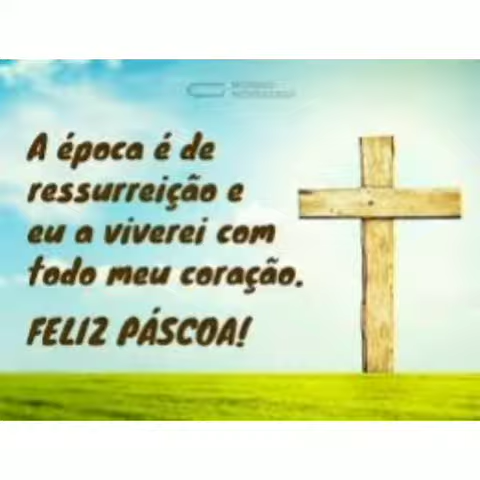 A época é de
ressurreição e
eu a viverei com
todo meu coração.
FELIZ PÁSCOA!